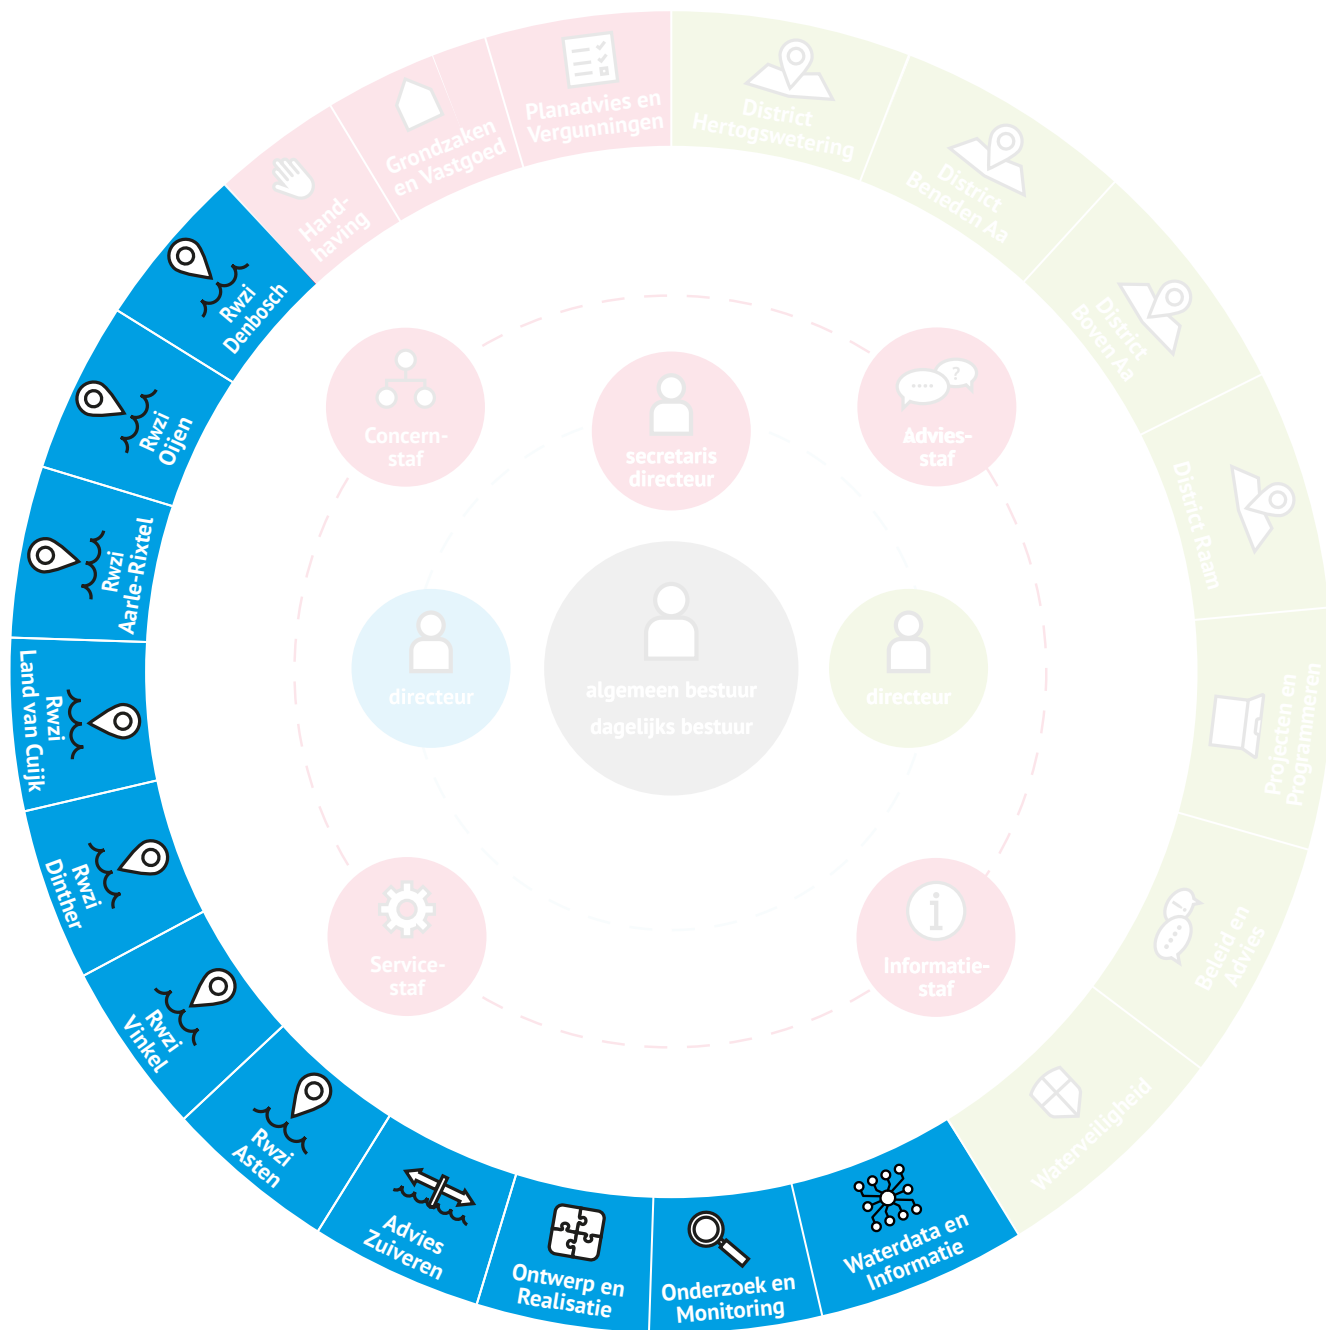 Planadvies en
Vergunningen
District
Hertogswetering
District
Beneden Aa
District
Boven Aa
District Raam
Projecten en
Programmeren
Beleid en
Advies
Waterveiligheid
Waterdata en
Informatie
Onderzoek en
Monitoring
Ontwerp en
Realisatie
Advies
Zuiveren
Rwzi
Asten
Rwzi
Vinkel
Rwzi
Dinther
Rwzi
Land van Cuijk
Rwzi
Aarle-Rixtel
Rwzi
Oijen
Rwzi
Denbosch
Hand-
having
Grondzaken
en Vastgoed
Concern-
staf
secretaris
directeur
?
Advies-
staf
directeur
algemeen bestuur
dagelijks bestuur
directeur
Service-
staf
i
Informatie-
staf
!